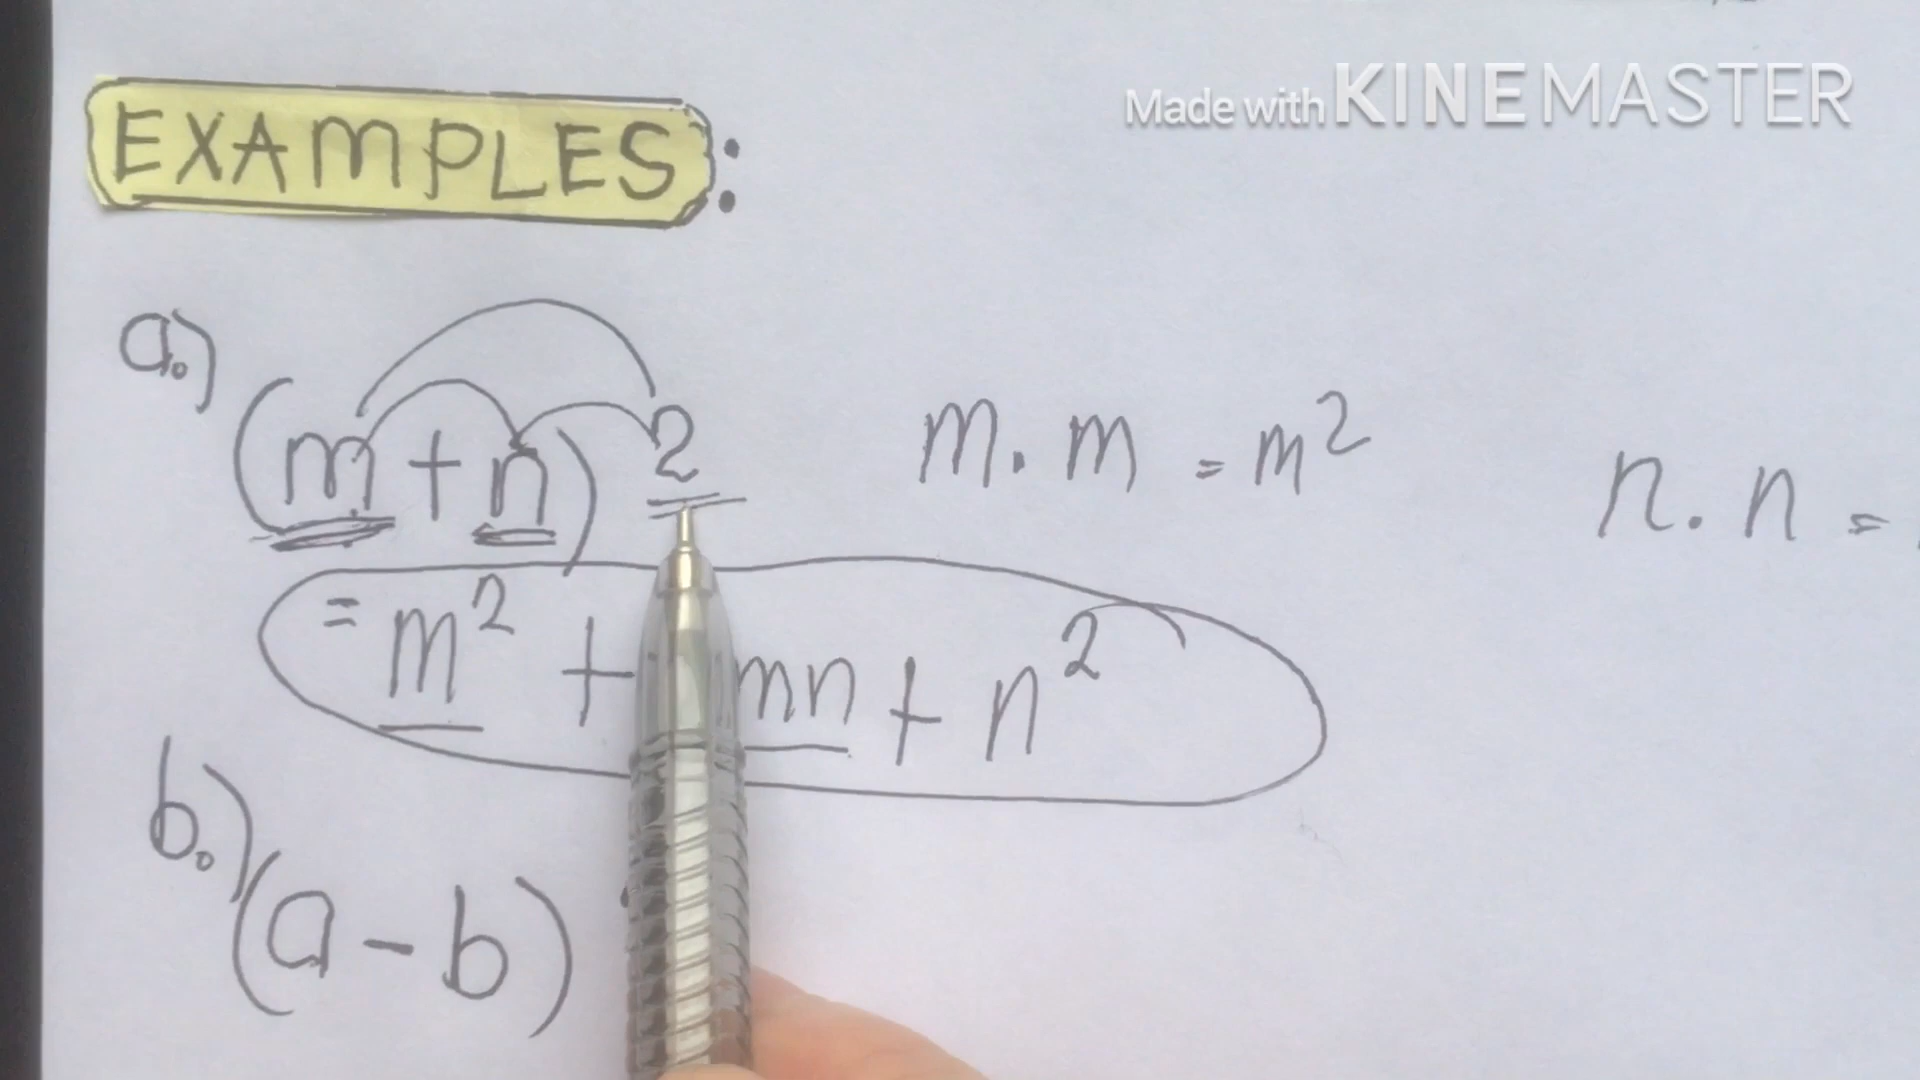 Made with KINEMASTER
EXAMPLES:
a.)
(m + n)² m . m = m² n . n =
= m² + mn + n²
b.)
(a - b)